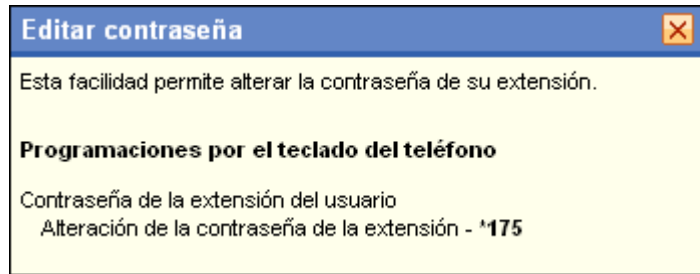 Editar contraseña
Esta facilidad permite alterar la contraseña de su extensión.
Programaciones por el teclado del teléfono
Contraseña de la extensión del usuario
Alteración de la contraseña de la extensión - *175